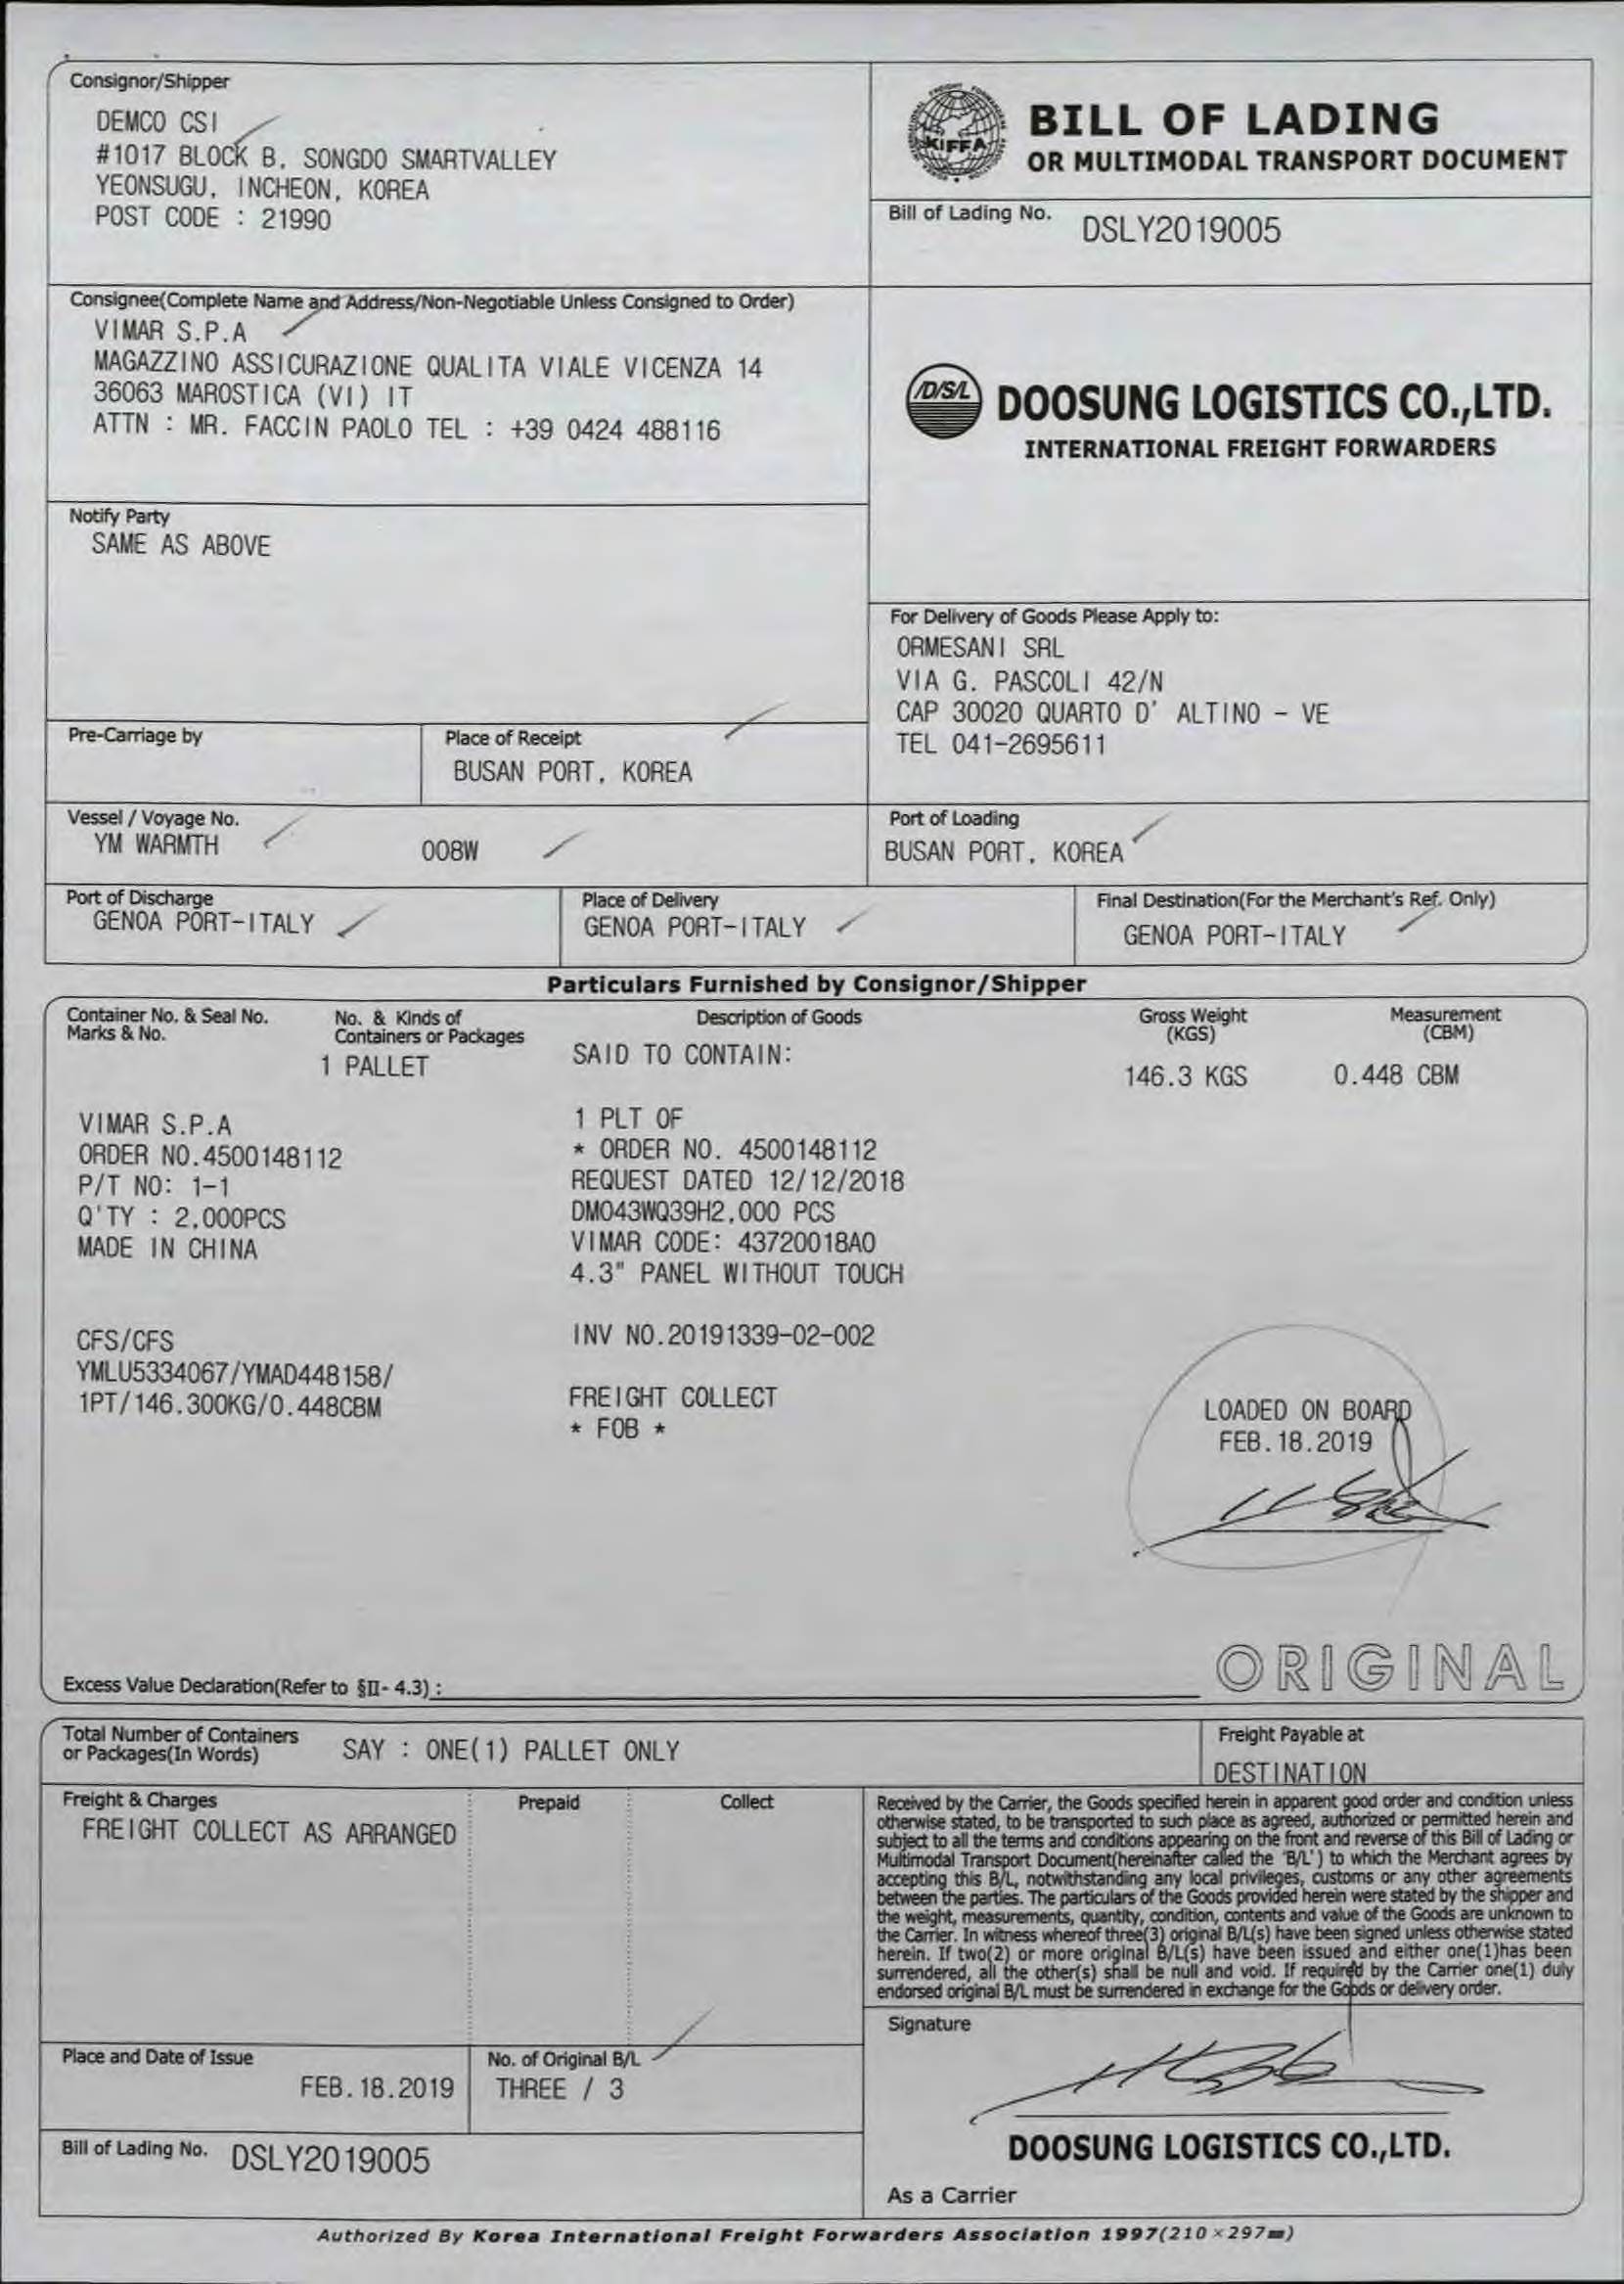 Consignor/Shipper
DEMCO CSI
#1017 BLOCK B, SONGDO SMARTVALLEY
YEONSUGU, INCHEON, KOREA
POST CODE : 21990
KIFFA
BILL OF LADING
OR MULTIMODAL TRANSPORT DOCUMENT
Bill of Lading No.
DSLY2019005
Consignee(Complete Name and Address/Non-Negotiable Unless Consigned to Order)
VIMAR S.P.A
MAGAZZINO ASSICURAZIONE QUALITA VIALE VICENZA 14
36063 MAROSTICA (VI) IT
ATTN : MR. FACCIN PAOLO TEL : +39 0424 488116
/D/S/L
DOOSUNG LOGISTICS CO.,LTD.
INTERNATIONAL FREIGHT FORWARDERS
Notify Party
SAME AS ABOVE
For Delivery of Goods Please Apply to:
ORMESANI SRL
VIA G. PASCOLI 42/N
CAP 30020 QUARTO D' ALTINO - VE
TEL 041-2695611
Pre-Carriage by
Place of Receipt
BUSAN PORT, KOREA
Vessel / Voyage No.
YM WARMTH 008W
Port of Loading
BUSAN PORT, KOREA
Port of Discharge
GENOA PORT-ITALY
Place of Delivery
GENOA PORT-ITALY
Final Destination(For the Merchant's Ref. Only)
GENOA PORT-ITALY
Particulars Furnished by Consignor/Shipper
Container No. & Seal No.
Marks & No.
No. & Kinds of
Containers or Packages
Description of Goods
Gross Weight
(KGS)
Measurement
(CBM)
1 PALLET
SAID TO CONTAIN:
146.3 KGS
0.448 CBM
VIMAR S.P.A
ORDER NO.4500148112
P/T NO: 1-1
Q'TY : 2,000PCS
MADE IN CHINA
1 PLT OF
* ORDER NO. 4500148112
REQUEST DATED 12/12/2018
DM043WQ39H2,000 PCS
VIMAR CODE: 43720018A0
4.3" PANEL WITHOUT TOUCH
CFS/CFS
YMLU5334067/YMAD448158/
1PT/146.300KG/0.448CBM
INV NO.20191339-02-002
FREIGHT COLLECT
* FOB *
LOADED ON BOARD
FEB.18.2019
ORIGINAL
Excess Value Declaration(Refer to §II- 4.3) :
Total Number of Containers
or Packages(In Words)
SAY : ONE(1) PALLET ONLY
Freight Payable at
DESTINATION
Freight & Charges
Prepaid
Collect
FREIGHT COLLECT AS ARRANGED
Received by the Carrier, the Goods specified herein in apparent good order and condition unless
otherwise stated, to be transported to such place as agreed, authorized or permitted herein and
subject to all the terms and conditions appearing on the front and reverse of this Bill of Lading or
Multimodal Transport Document(hereinafter called the 'B/L') to which the Merchant agrees by
accepting this B/L, notwithstanding any local privileges, customs or any other agreements
between the parties. The particulars of the Goods provided herein were stated by the shipper and
the weight, measurements, quantity, condition, contents and value of the Goods are unknown to
the Carrier. In witness whereof three(3) original B/L(s) have been signed unless otherwise stated
herein. If two(2) or more original B/L(s) have been issued and either one(1)has been
surrendered, all the other(s) shall be null and void. If required by the Carrier one(1) duly
endorsed original B/L must be surrendered in exchange for the Goods or delivery order.
Signature
Place and Date of Issue
FEB.18.2019
No. of Original B/L
THREE / 3
DOOSUNG LOGISTICS CO.,LTD.
Bill of Lading No. DSLY2019005
As a Carrier
Authorized By Korea International Freight Forwarders Association 1997(210×297㎜)